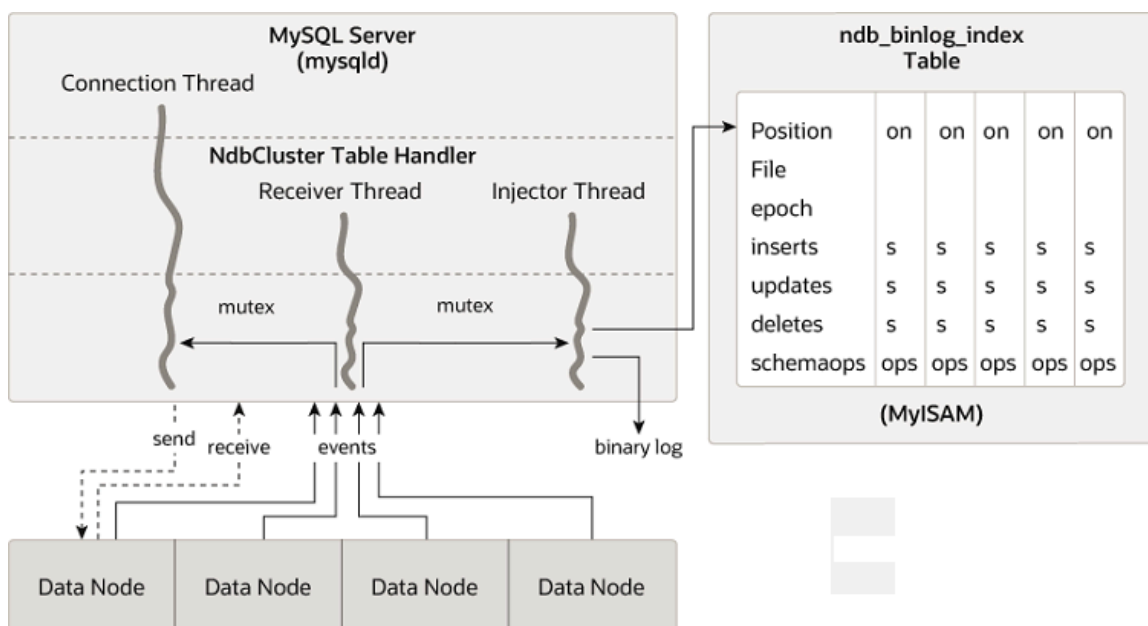 MySQL Server
(mysqld)
Connection Thread
NdbCluster Table Handler
Receiver Thread
Injector Thread
mutex
mutex
send
receive
events
binary log
Data Node
Data Node
Data Node
Data Node
ndb_binlog_index
Table
Position on on on on on
File
epoch
inserts s s s s s
updates s s s s s
deletes s s s s s
schemaops ops ops ops ops ops
(MyISAM)